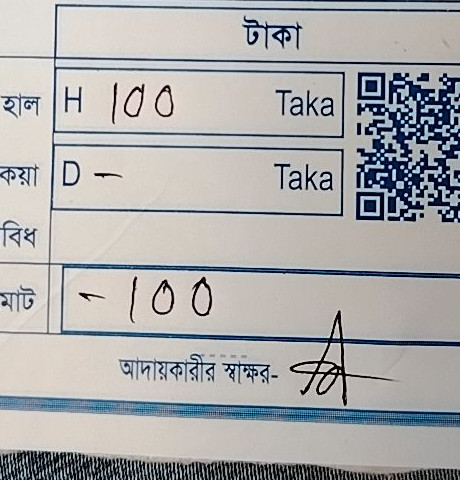 টাকা
হাল H 100 Taka
কয়া D - Taka
বিধ
মাট - 100
আদায়কারীর স্বাক্ষর-